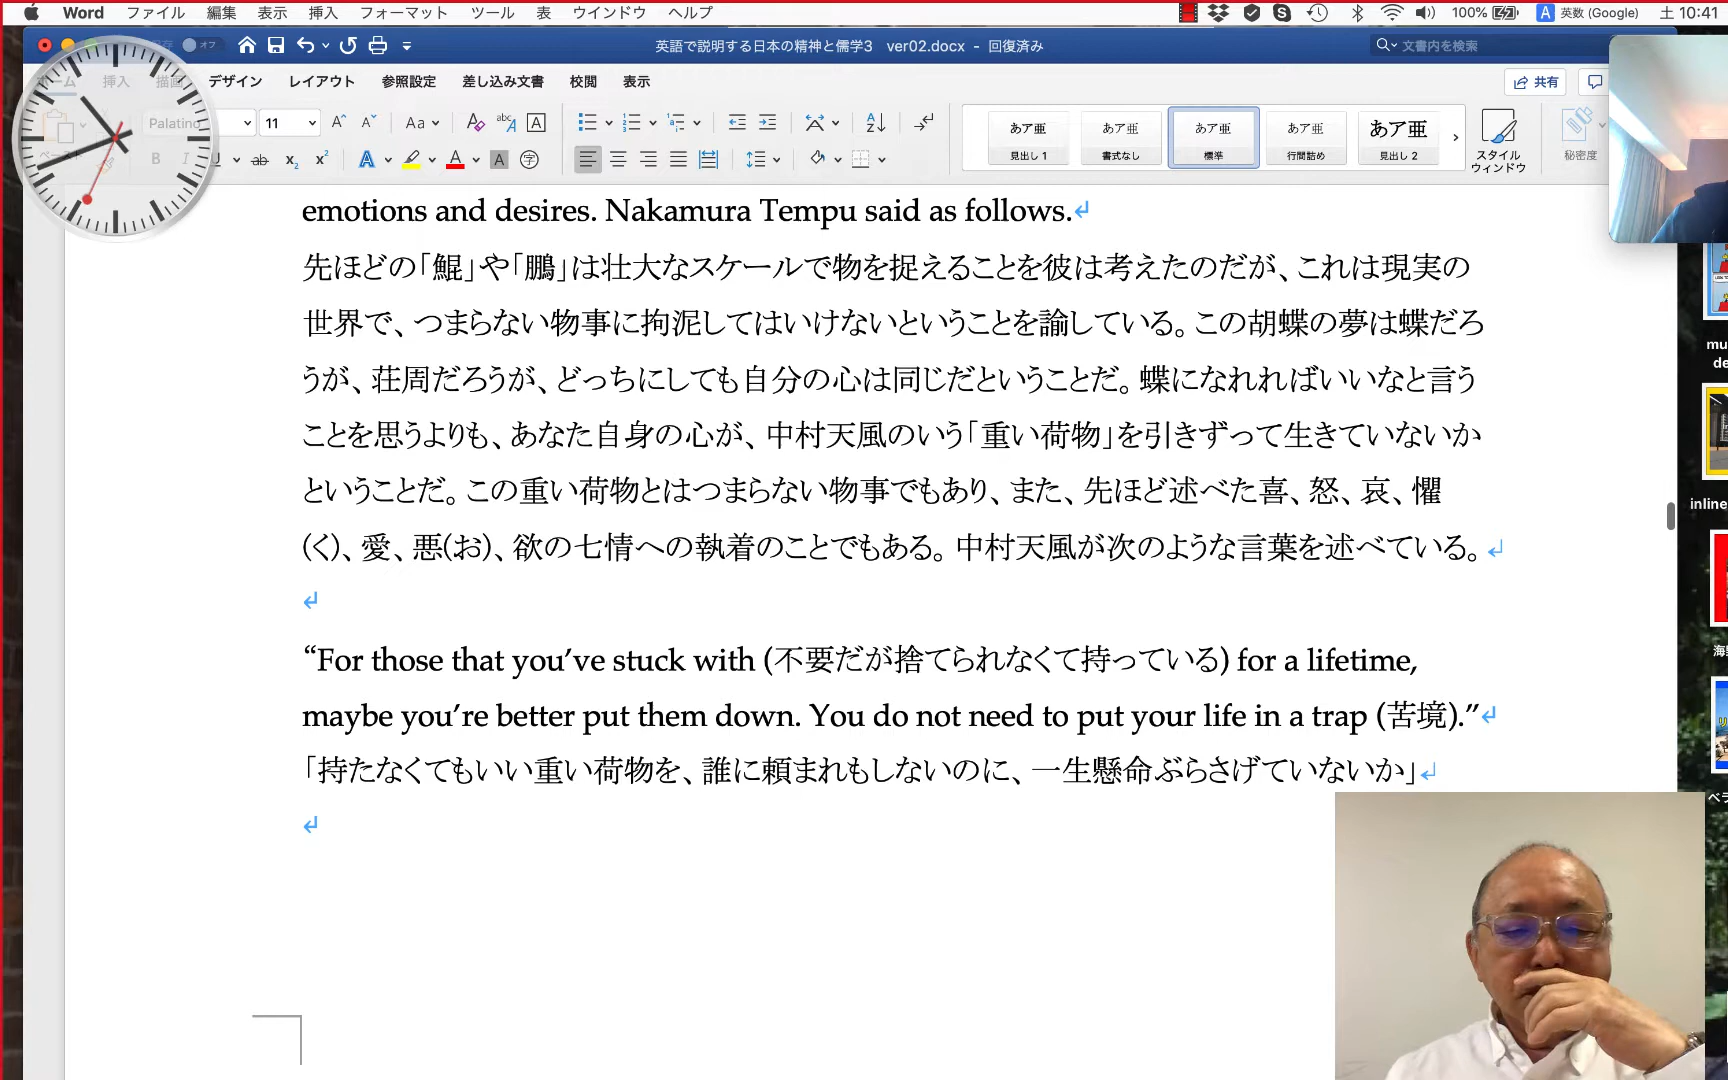 Word ファイル 編集 表示 挿入 フォーマット ツール 表 ウインドウ ヘルプ 100% A 英数 (Google) 土 10:41
オフ 英語で説明する日本の精神と儒学3 ver02.docx - 回復済み 文書内を検索
ホーム 挿入 描画 デザイン レイアウト 参照設定 差し込み文書 校閲 表示 共有
ペースト Palatino 11 Aa
あア亜 あア亜 あア亜 あア亜 あア亜
見出し 1 書式なし 標準 行間詰め 見出し 2 スタイル ウィンドウ 秘密度
emotions and desires. Nakamura Tempu said as follows.
先ほどの「鯤」や「鵬」は壮大なスケールで物を捉えることを彼は考えたのだが、これは現実の
世界で、つまらない物事に拘泥してはいけないということを諭している。この胡蝶の夢は蝶だろ
うが、荘周だろうが、どっちにしても自分の心は同じだということだ。蝶になれればいいなと言う
ことを思うよりも、あなた自身の心が、中村天風のいう「重い荷物」を引きずって生きていないか
ということだ。この重い荷物とはつまらない物事でもあり、また、先ほど述べた喜、怒、哀、懼
(く)、愛、悪(お)、欲の七情への執着のことでもある。中村天風が次のような言葉を述べている。
“For those that you’ve stuck with (不要だが捨てられなくて持っている) for a lifetime,
maybe you’re better put them down. You do not need to put your life in a trap (苦境).”
「持たなくてもいい重い荷物を、誰に頼まれもしないのに、一生懸命ぶらさげていないか」
mu
de
inline
海
ベラ